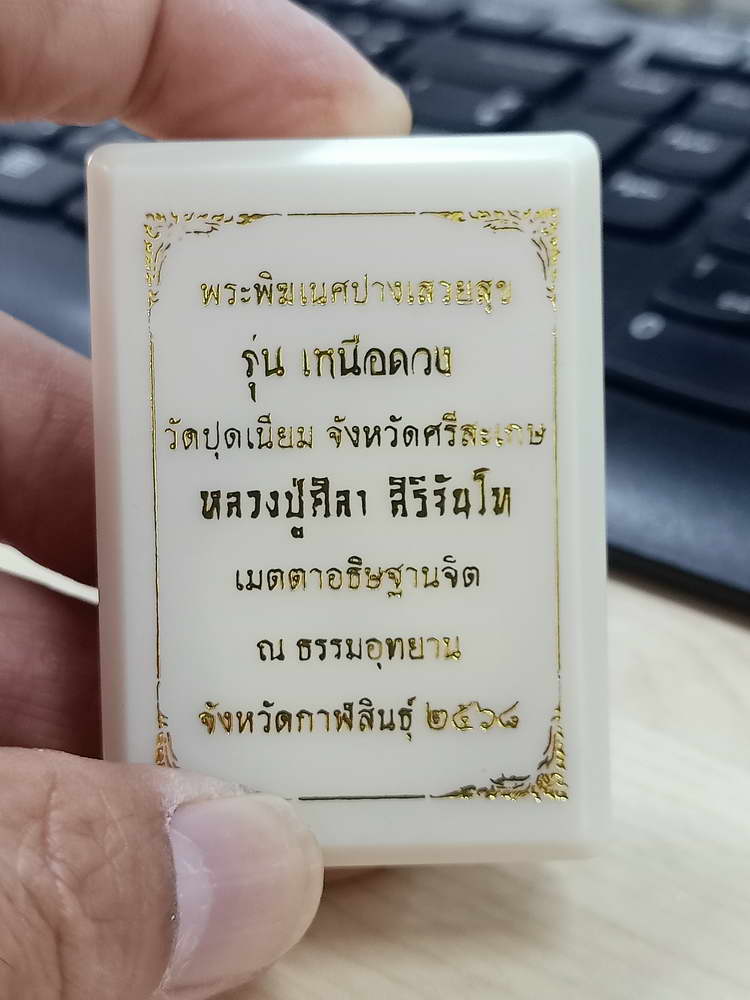 พระพิฆเนศปางเสวยสุข
รุ่น เหนือดวง
วัดปุดเนียม จังหวัดศรีสะเกษ
หลวงปู่ศิลา สิริจันโท
เมตตาอธิษฐานจิต
ณ ธรรมอุทยาน
จังหวัดกาฬสินธุ์ ๒๕๖๘